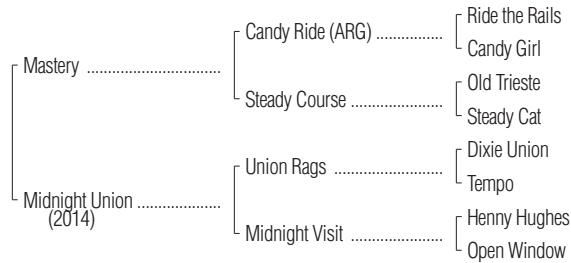 Ride the Rails
Candy Ride (ARG) ................
Candy Girl
Mastery ................................
Old Trieste
Steady Course ......................
Steady Cat
Dixie Union
Union Rags ..........................
Tempo
Midnight Union ....................
(2014)
Henny Hughes
Midnight Visit ......................
Open Window